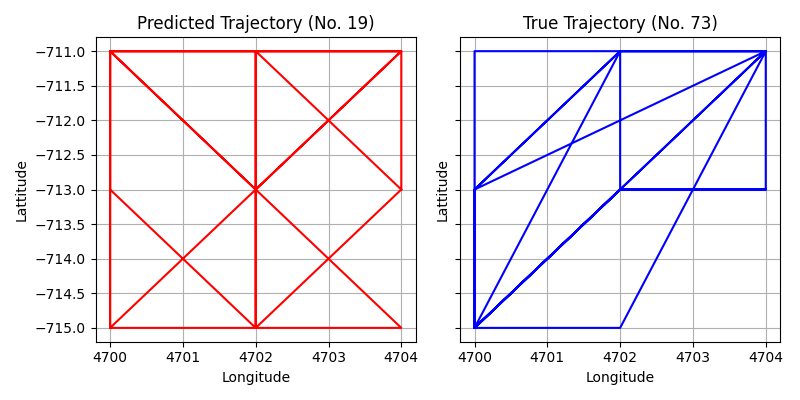 Predicted Trajectory (No. 19)
True Trajectory (No. 73)
−711.0
−711.5
−712.0
−712.5
−713.0
−713.5
−714.0
−714.5
−715.0
Lattitude
Lattitude
4700 4701 4702 4703 4704
4700 4701 4702 4703 4704
Longitude
Longitude